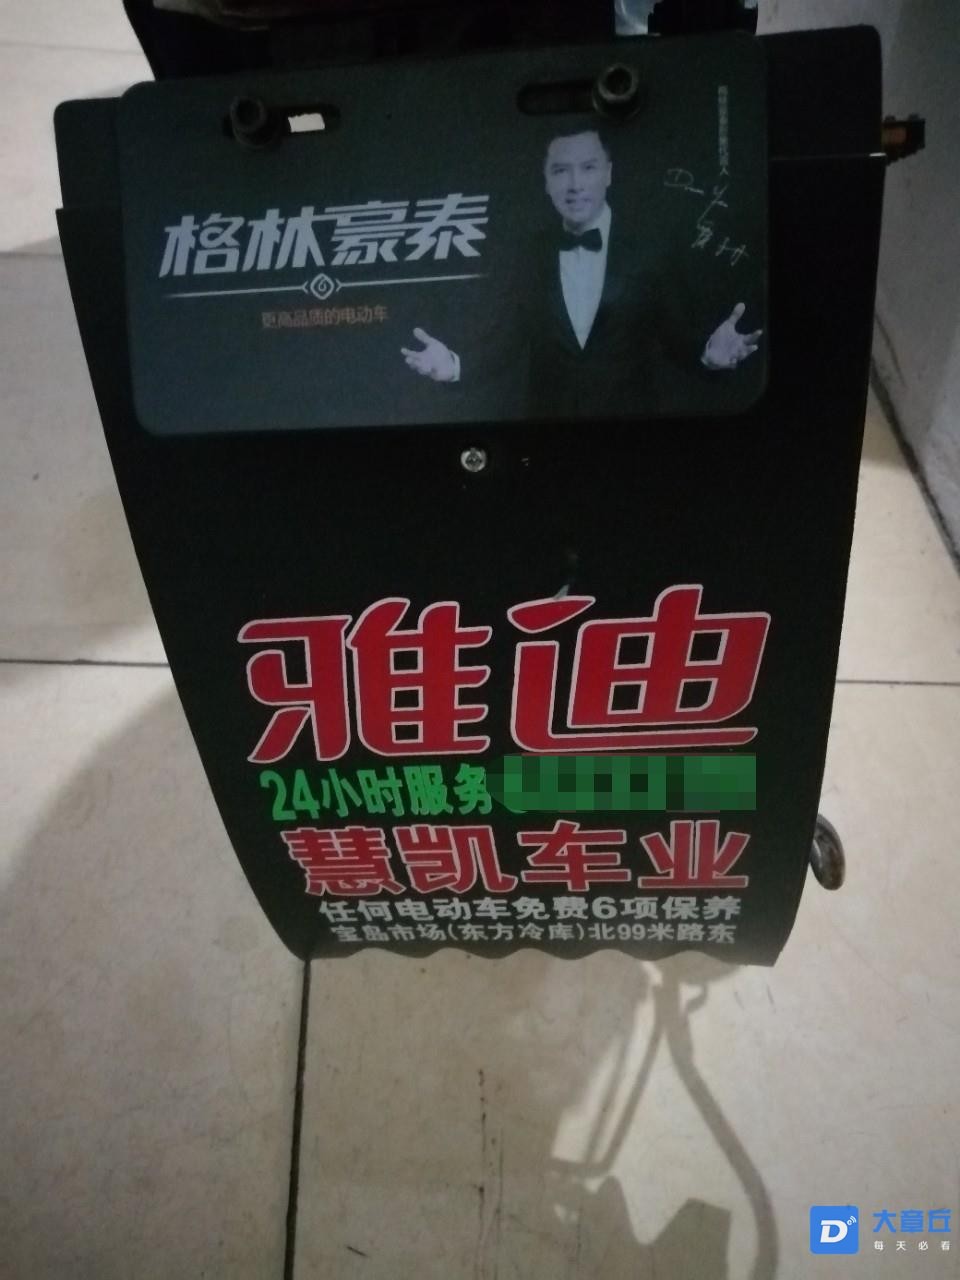 格林豪泰
更高品质的电动车
雅迪
24小时服务
慧凯车业
任何电动车免费6项保养
宝岛市场(东方冷库)北99米路东
大章丘
每天必看